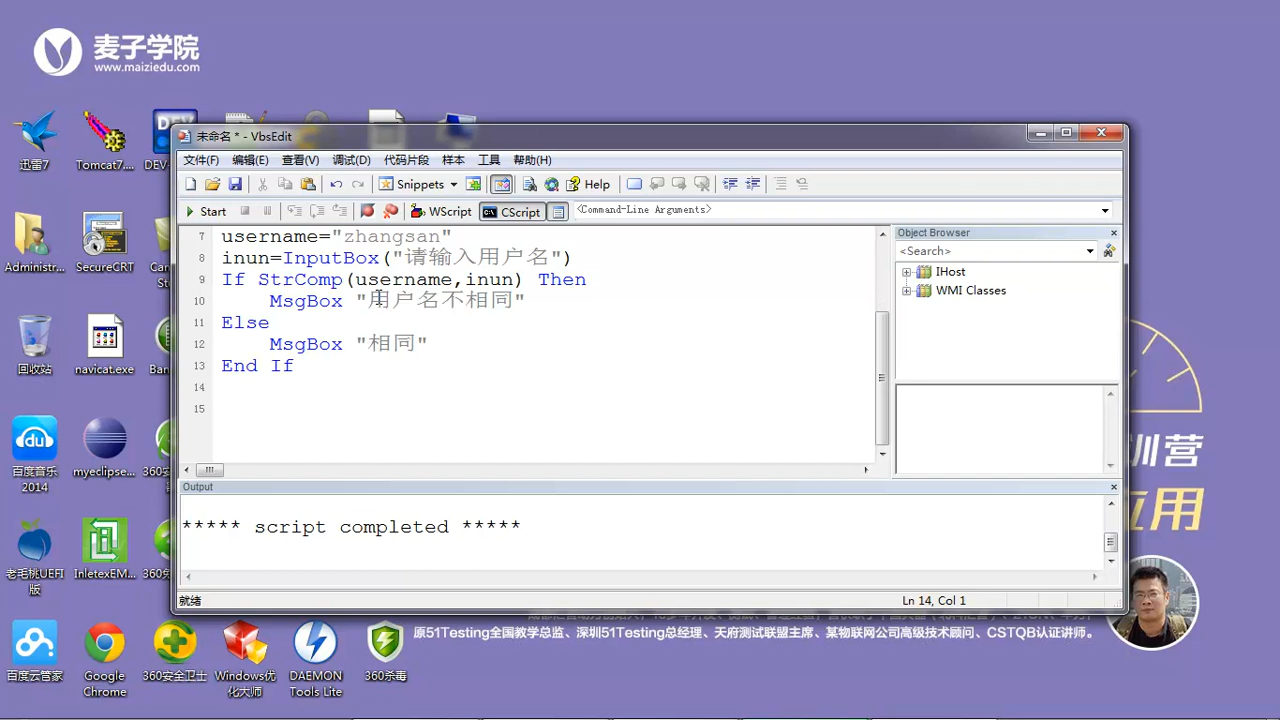 麦子学院
www.maiziedu.com
未命名 * - VbsEdit
文件(F) 编辑(E) 查看(V) 调试(D) 代码片段 样本 工具 帮助(H)
Snippets Help
Start WScript CScript <Command-Line Arguments>
7 username="zhangsan"
8 inun=InputBox("请输入用户名")
9 If StrComp(username,inun) Then
10 MsgBox "用户名不相同"
11 Else
12 MsgBox "相同"
13 End If
14
15
Object Browser
<Search>
IHost
WMI Classes
Output
***** script completed *****
就绪 Ln 14, Col 1
迅雷7
Tomcat7....
DEV-
Administr...
SecureCRT
回收站
navicat.exe
百度音乐
2014
myeclipse...
老毛桃UEFI
版
InletexEM...
百度云管家
Google
Chrome
360安全卫士
Windows优
化大师
DAEMON
Tools Lite
360杀毒
训营
应用
原51Testing全国教学总监、深圳51Testing总经理、天府测试联盟主席、某物联网公司高级技术顾问、CSTQB认证讲师。